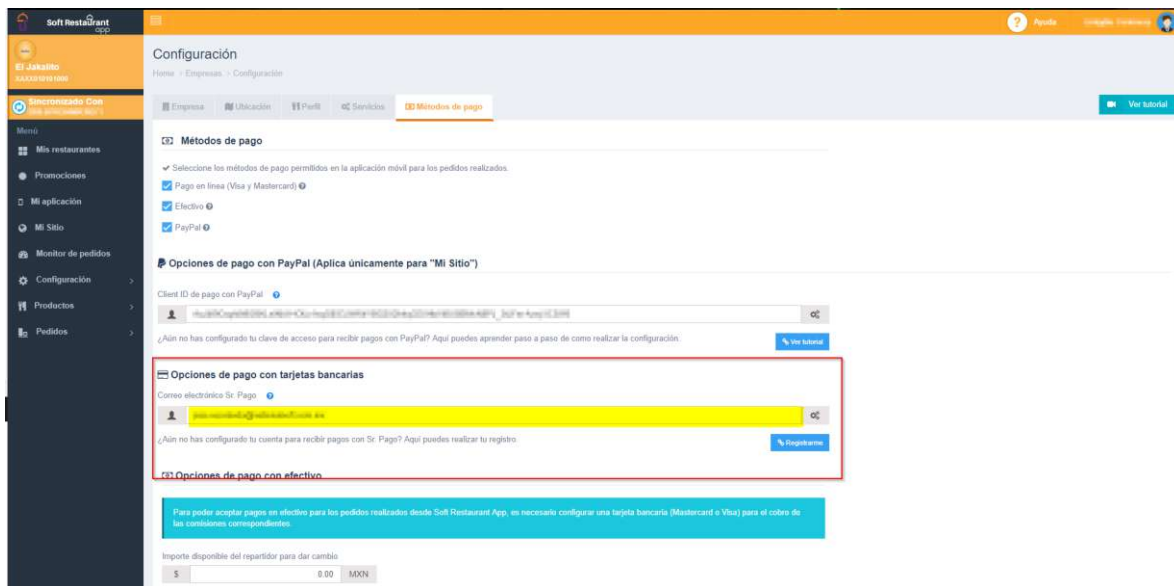 Soft Restaurant
app
Ayuda
El Jakalito
XAXX010101000
Sincronizado Con
Menú
Mis restaurantes
Promociones
Mi aplicación
Mi Sitio
Monitor de pedidos
Configuración
Productos
Pedidos
Configuración
Home > Empresas > Configuración
Empresa Ubicación Perfil Servicios Métodos de pago
Ver tutorial
Métodos de pago
Seleccione los métodos de pago permitidos en la aplicación móvil para los pedidos realizados.
Pago en línea (Visa y Mastercard)
Efectivo
PayPal
Opciones de pago con PayPal (Aplica únicamente para "Mi Sitio")
Client ID de pago con PayPal
¿Aún no has configurado tu clave de acceso para recibir pagos con PayPal? Aquí puedes aprender paso a paso de como realizar la configuración.
Ver tutorial
Opciones de pago con tarjetas bancarias
Correo electrónico Sr. Pago
¿Aún no has configurado tu cuenta para recibir pagos con Sr. Pago? Aquí puedes realizar tu registro.
Registrarme
Opciones de pago con efectivo
Para poder aceptar pagos en efectivo para los pedidos realizados desde Soft Restaurant App, es necesario configurar una tarjeta bancaria (Mastercard o Visa) para el cobro de
las comisiones correspondientes.
Importe disponible del repartidor para dar cambio
$ 0.00 MXN